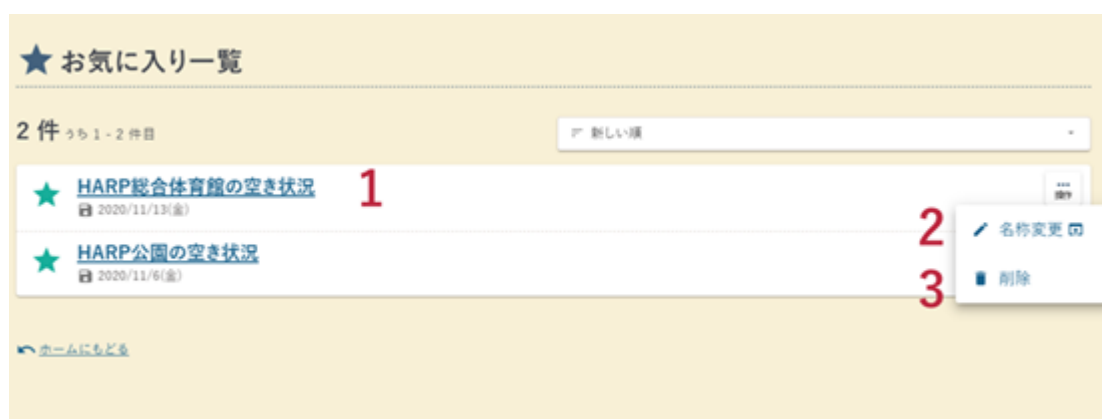 お気に入り一覧
2 件 うち 1 - 2 件目
新しい順
HARP総合体育館の空き状況
1
2020/11/13(金)
2
名称変更
HARP公園の空き状況
2020/11/6(金)
3
削除
ホームにもどる